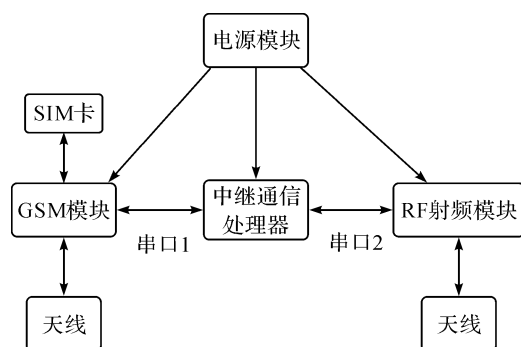 电源模块
SIM卡
GSM模块
中继通信
处理器
RF射频模块
串口1
串口2
天线
天线